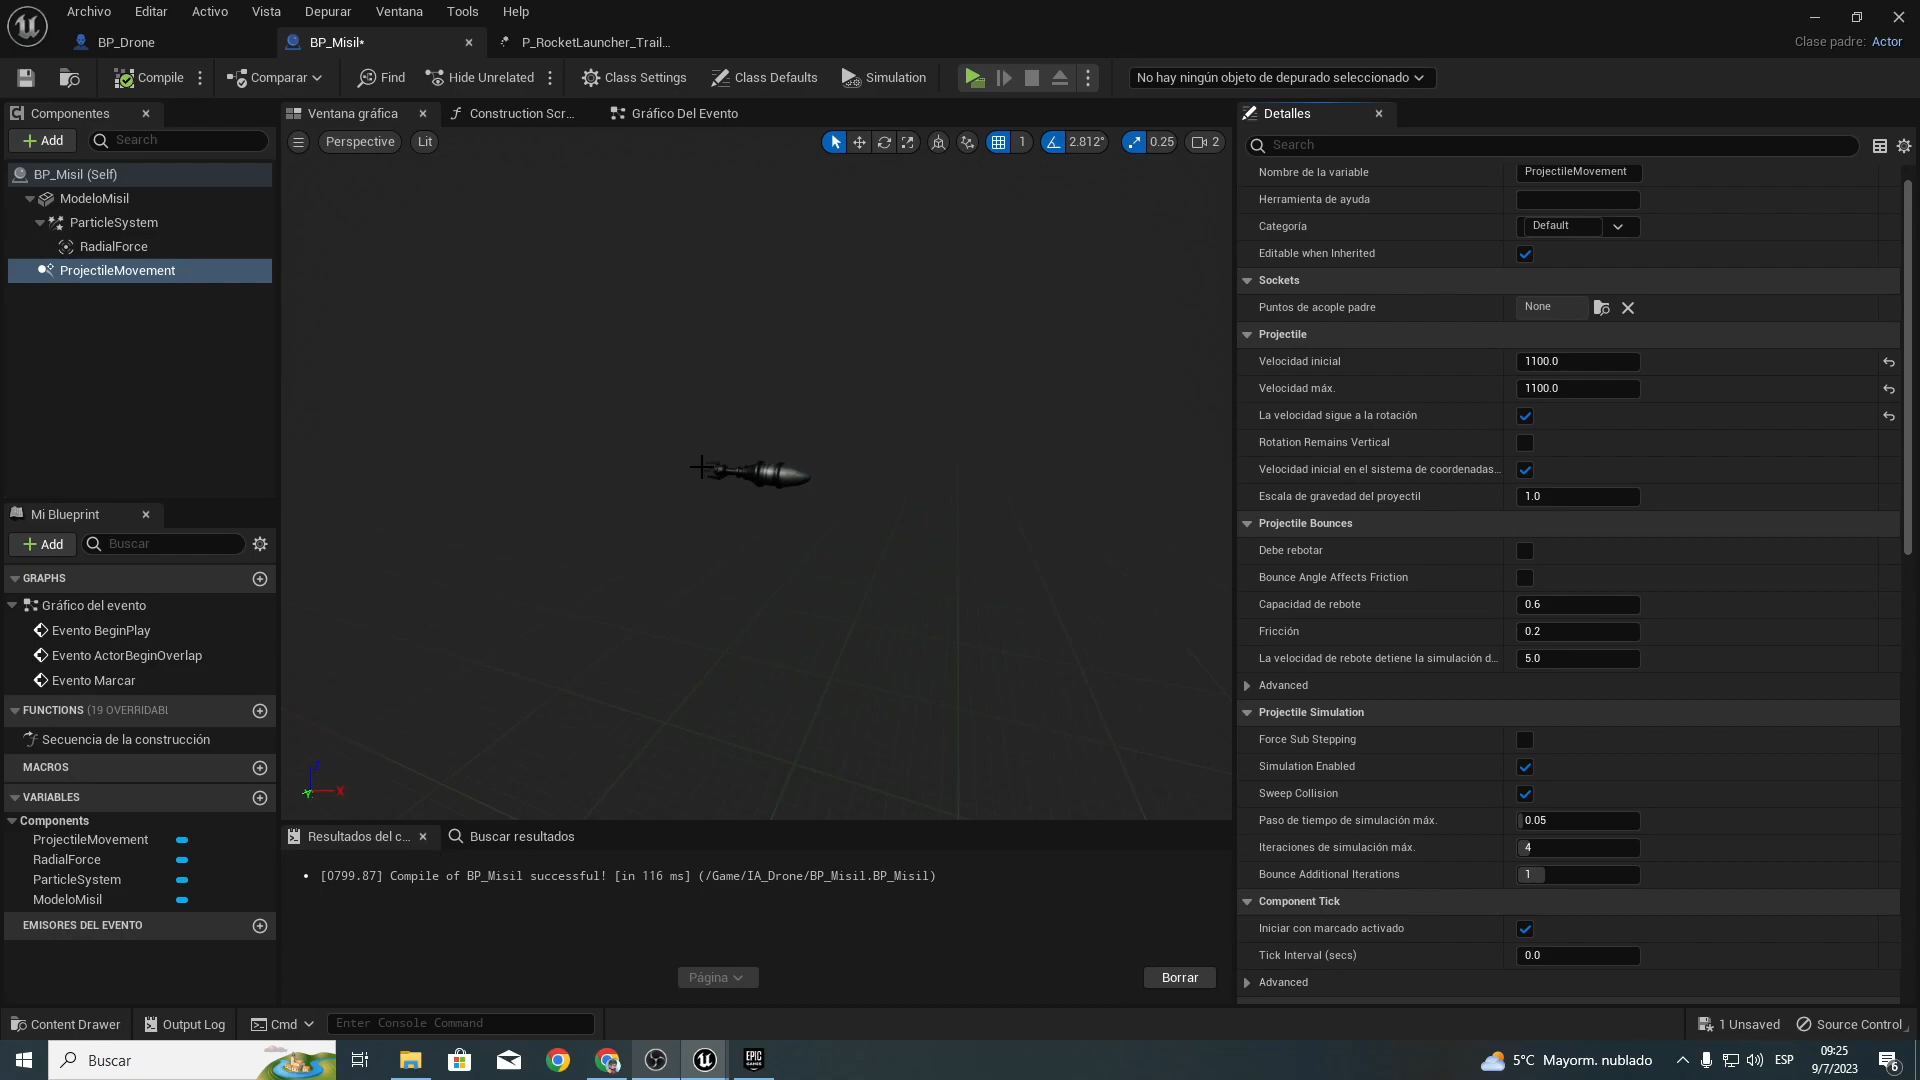 Archivo Editar Activo Vista Depurar Ventana Tools Help
BP_Drone BP_Misil* P_RocketLauncher_Trail... Clase padre: Actor
Compile Comparar Find Hide Unrelated Class Settings Class Defaults Simulation No hay ningún objeto de depurado seleccionado
Componentes
Add Search
BP_Misil (Self)
ModeloMisil
ParticleSystem
RadialForce
ProjectileMovement
Mi Blueprint
Add Buscar
GRAPHS
Gráfico del evento
Evento BeginPlay
Evento ActorBeginOverlap
Evento Marcar
FUNCTIONS (19 OVERRIDABL
Secuencia de la construcción
MACROS
VARIABLES
Components
ProjectileMovement
RadialForce
ParticleSystem
ModeloMisil
EMISORES DEL EVENTO
Ventana gráfica Construction Scr... Gráfico Del Evento
Perspective Lit 1 2.812° 0.25 2
Z
X
Y
Resultados del c... Buscar resultados
[0799.87] Compile of BP_Misil successful! [in 116 ms] (/Game/IA_Drone/BP_Misil.BP_Misil)
Página Borrar
Detalles
Search
Nombre de la variable ProjectileMovement
Herramienta de ayuda
Categoría Default
Editable when Inherited
Sockets
Puntos de acople padre None
Projectile
Velocidad inicial 1100.0
Velocidad máx. 1100.0
La velocidad sigue a la rotación
Rotation Remains Vertical
Velocidad inicial en el sistema de coordenadas...
Escala de gravedad del proyectil 1.0
Projectile Bounces
Debe rebotar
Bounce Angle Affects Friction
Capacidad de rebote 0.6
Fricción 0.2
La velocidad de rebote detiene la simulación d... 5.0
Advanced
Projectile Simulation
Force Sub Stepping
Simulation Enabled
Sweep Collision
Paso de tiempo de simulación máx. 0.05
Iteraciones de simulación máx. 4
Bounce Additional Iterations 1
Component Tick
Iniciar con marcado activado
Tick Interval (secs) 0.0
Advanced
Content Drawer Output Log Cmd Enter Console Command 1 Unsaved Source Control
Buscar EPIC GAMES 5°C Mayorm. nublado ESP 09:25
9/7/2023 6